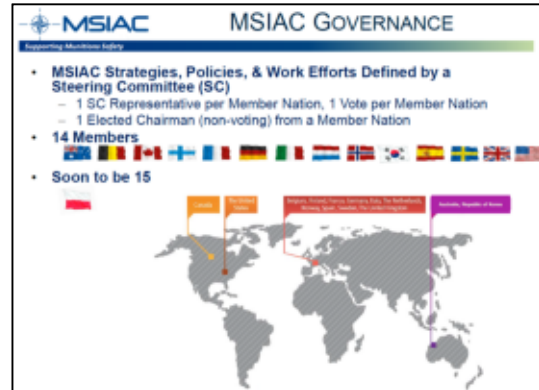 MSIAC
MSIAC GOVERNANCE
Supporting Munitions Safety
• MSIAC Strategies, Policies, & Work Efforts Defined by a
Steering Committee (SC)
– 1 SC Representative per Member Nation, 1 Vote per Member Nation
– 1 Elected Chairman (non-voting) from a Member Nation
• 14 Members
• Soon to be 15
Canada
The United
States
Belgium, Finland, France, Germany, Italy, The Netherlands,
Norway, Spain, Sweden, The United Kingdom
Australia, Republic of Korea